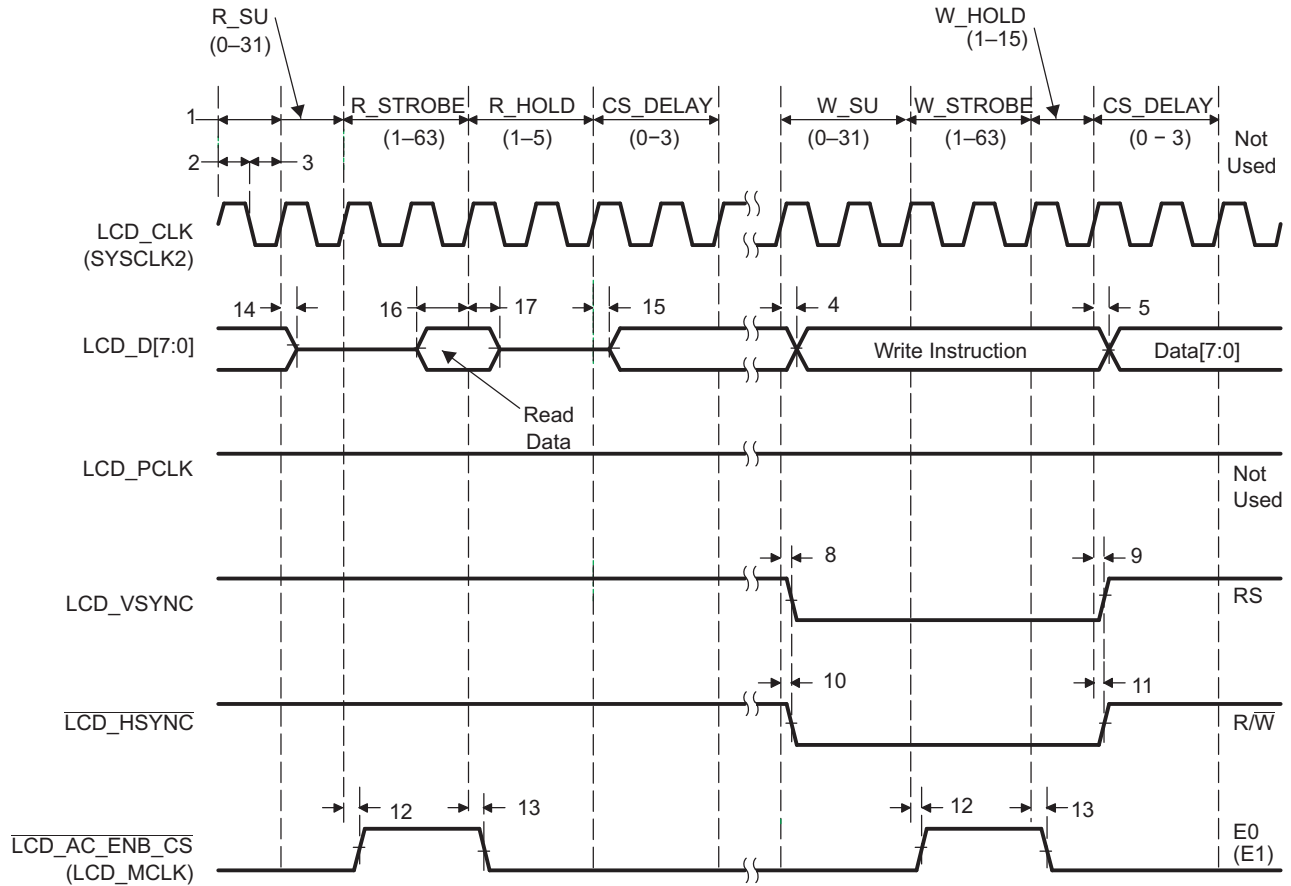 R_SU
(0–31)
W_HOLD
(1–15)
1
R_STROBE
(1–63)
R_HOLD
(1–5)
CS_DELAY
(0–3)
W_SU
(0–31)
W_STROBE
(1–63)
CS_DELAY
(0 − 3)
Not
Used
2
3
LCD_CLK
(SYSCLK2)
14
16
17
15
4
5
LCD_D[7:0]
Write Instruction
Data[7:0]
Read
Data
LCD_PCLK
Not
Used
8
9
LCD_VSYNC
RS
10
11
LCD_HSYNC
R/W
12
13
12
13
LCD_AC_ENB_CS
(LCD_MCLK)
E0
(E1)